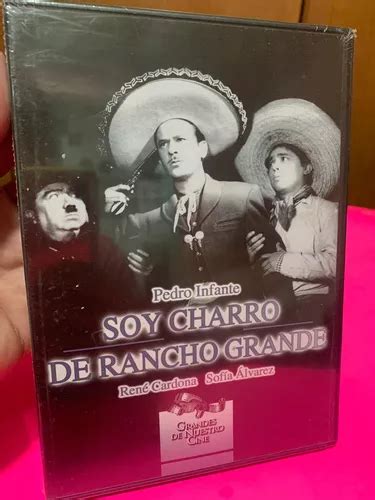 Pedro Infante
SOY CHARRO
DE RANCHO GRANDE
René Cardona Sofía Álvarez
GRANDES
DE NUESTRO
CINE